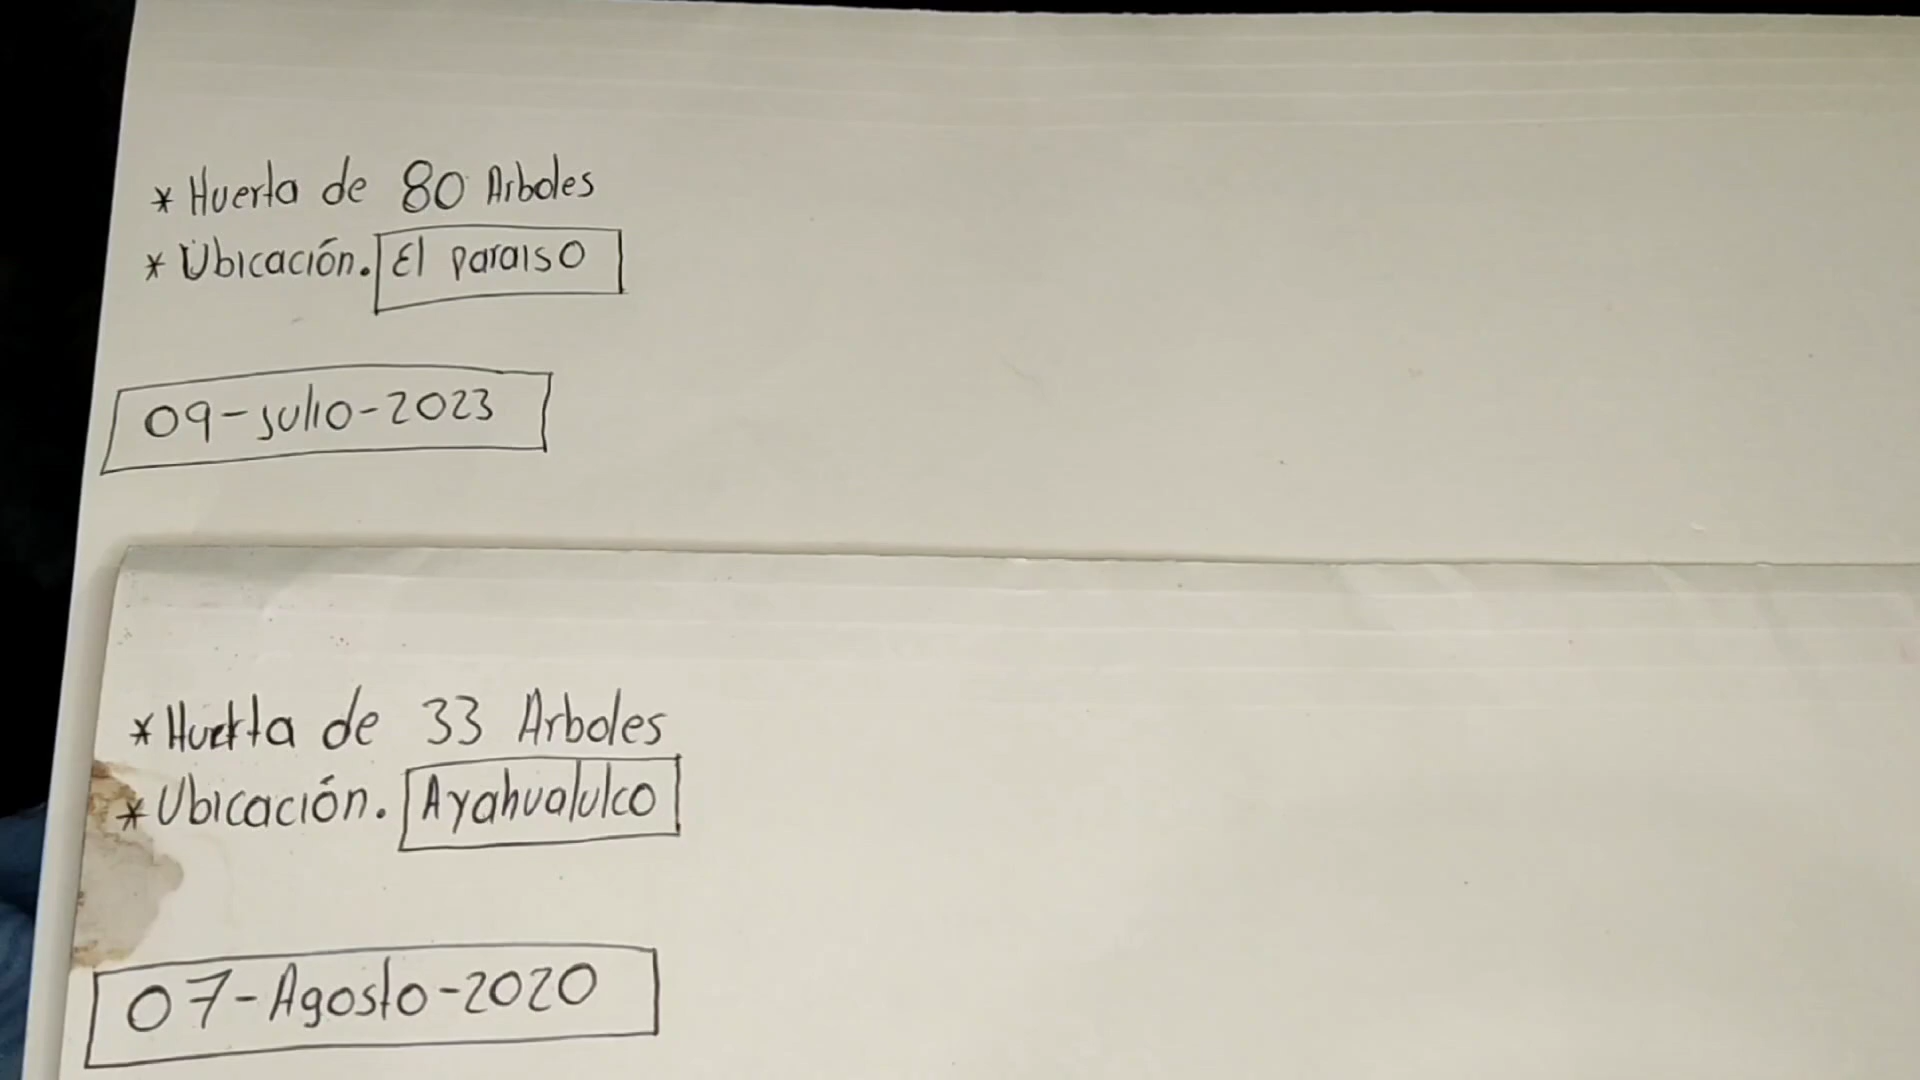 * Huerta de 80 Arboles
* Ubicación. El paraiso
09-julio-2023
* Huerta de 33 Arboles
* Ubicación. Ayahualulco
07-Agosto-2020